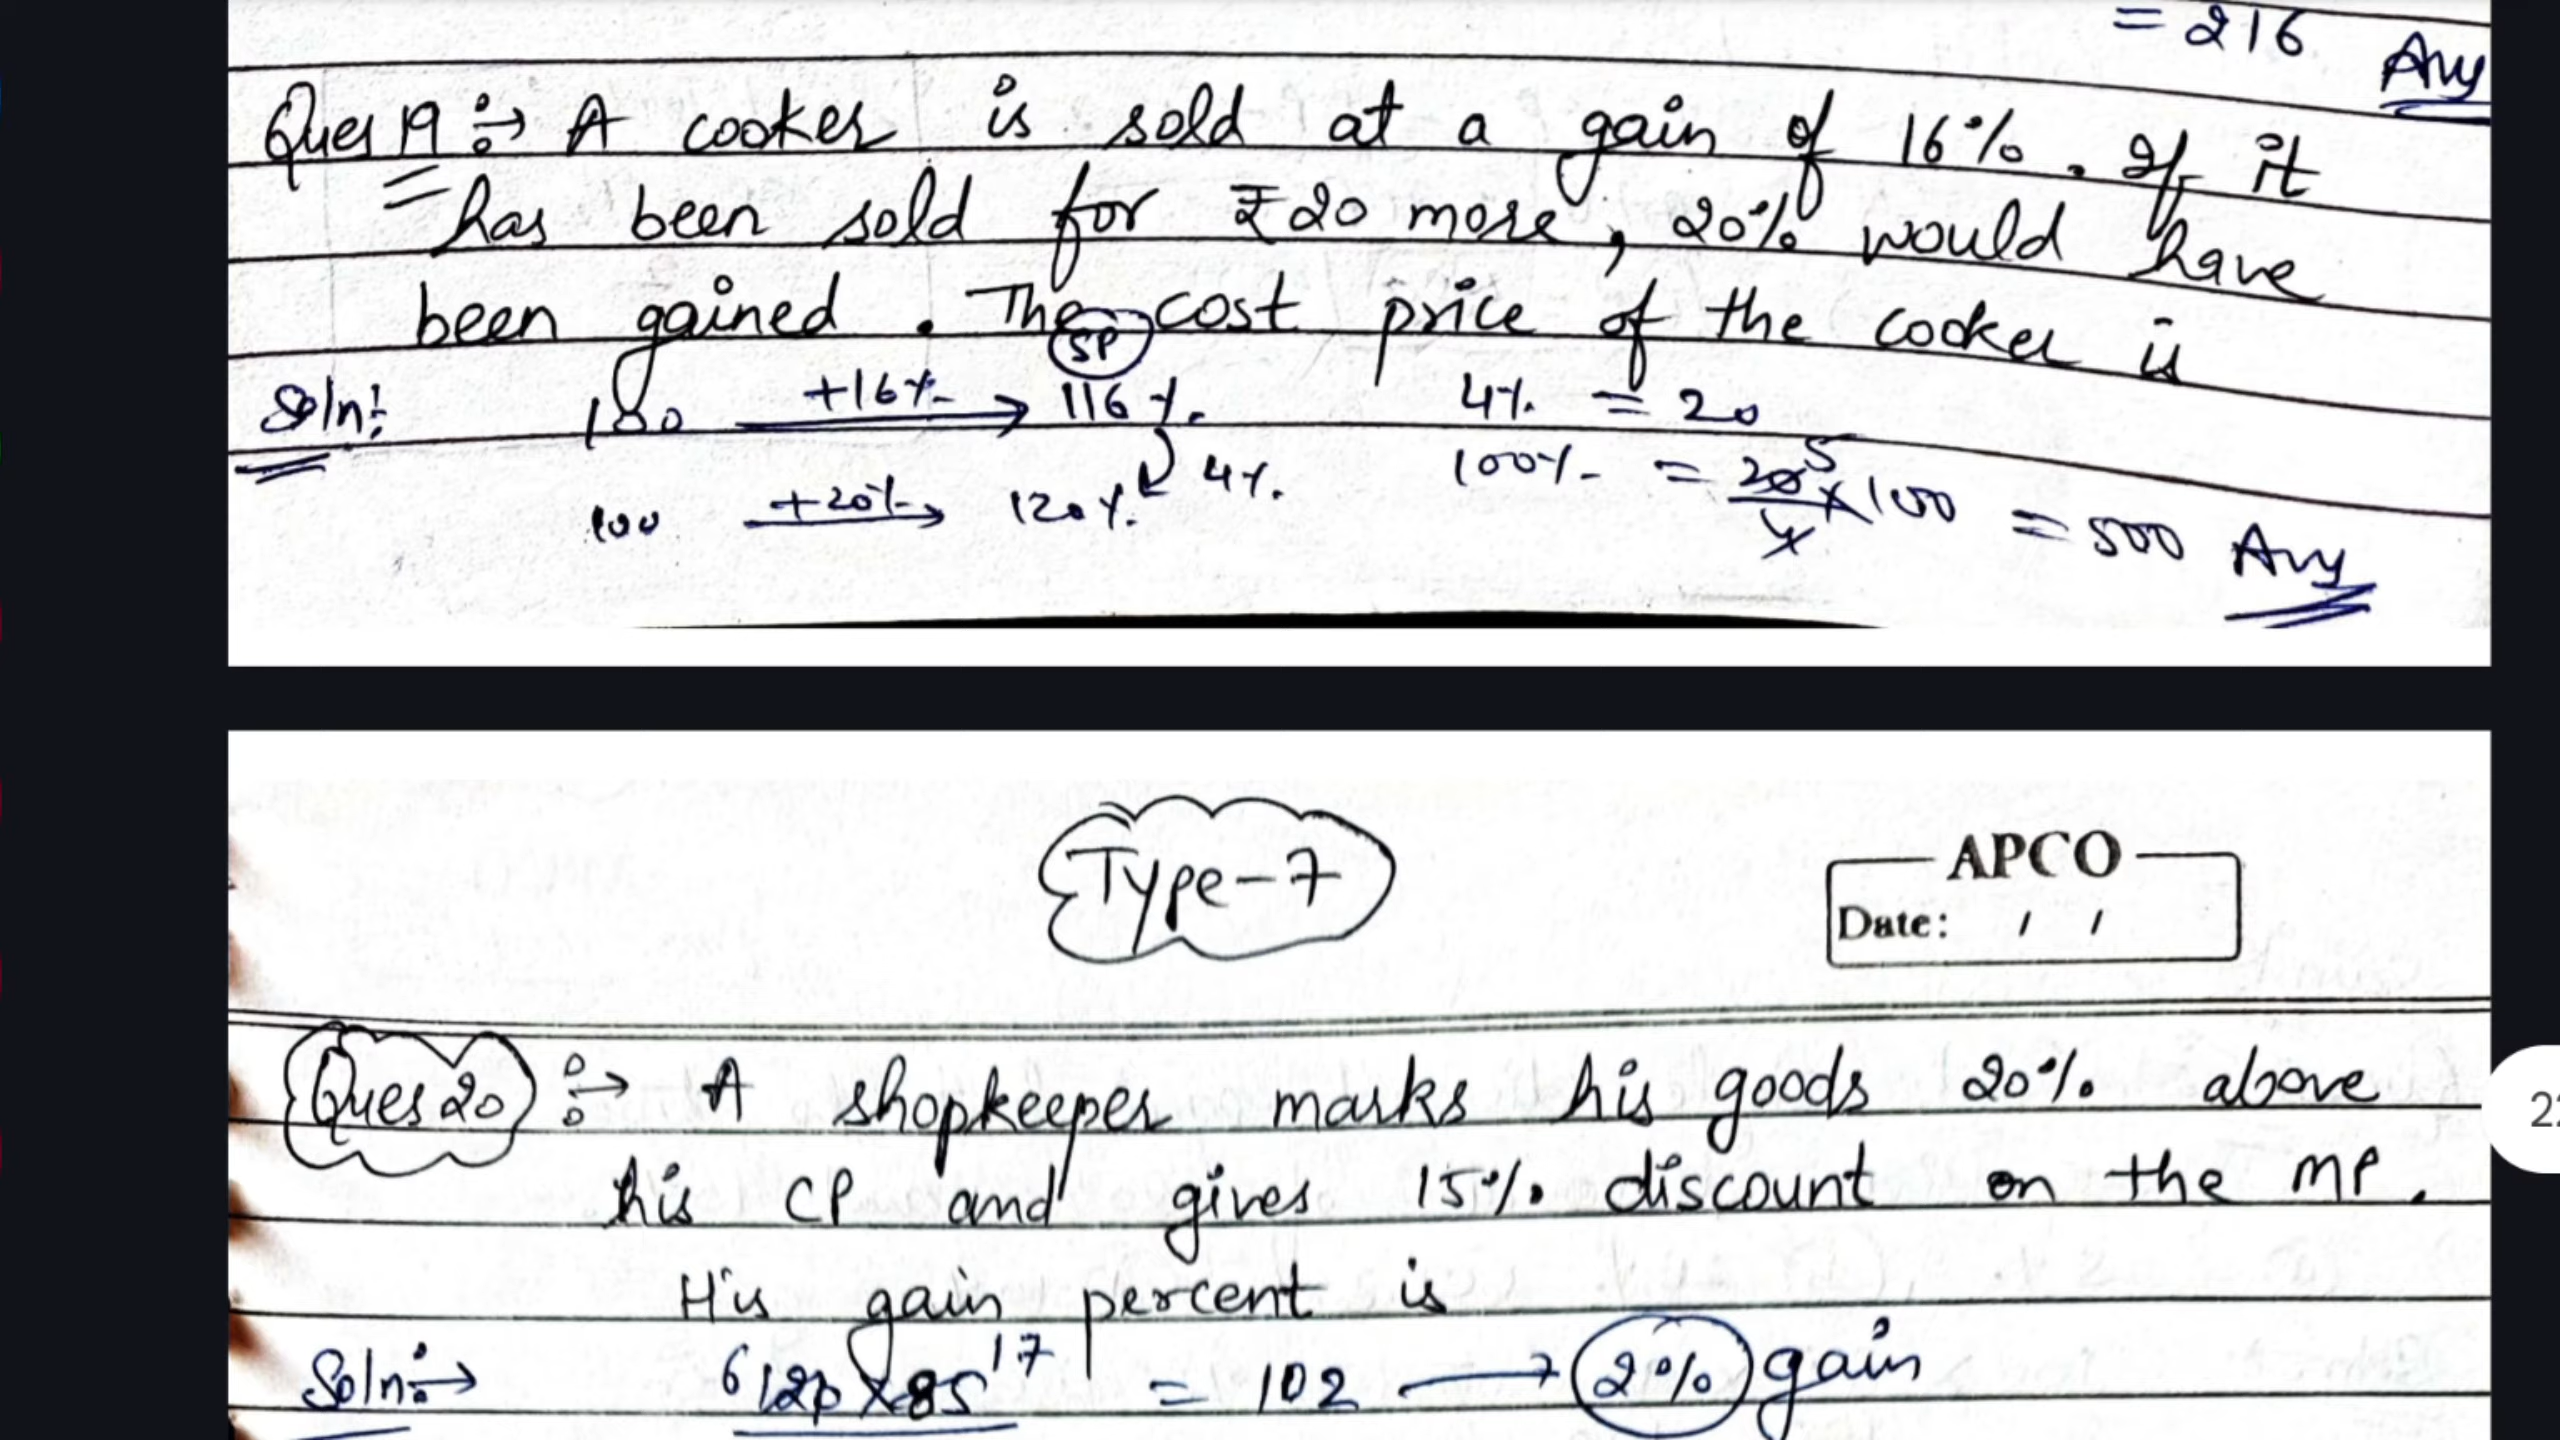 = 216 Ans
Ques 19 :→ A cooker is sold at a gain of 16%. If it
has been sold for ₹20 more, 20% would have
been gained. The cost price of the cooker is
SP
Soln: 100 +16% → 116% 4% = 20
4% 100% = 20/4 5 × 100 = 500 Ans
100 +20% → 120%
Type-7
APCO
Date: / /
Ques 20 :→ A shopkeeper marks his goods 20% above
his CP and gives 15% discount on the MP.
His gain percent is
Soln:→ 6 120 × 85 17 = 102 → 2% gain
22